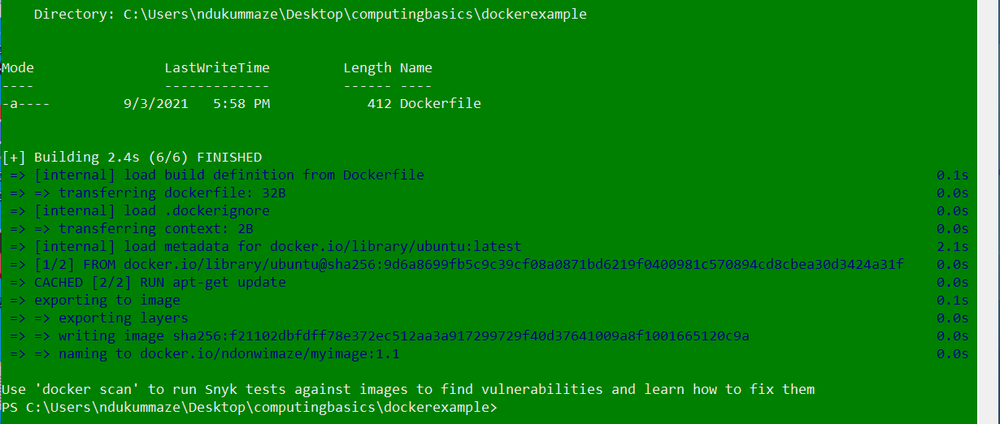 Directory: C:\Users\ndukummaze\Desktop\computingbasics\dockerexample
Mode LastWriteTime Length Name
---- ------------- ------ ----
-a---- 9/3/2021 5:58 PM 412 Dockerfile
[+] Building 2.4s (6/6) FINISHED
=> [internal] load build definition from Dockerfile 0.1s
=> => transferring dockerfile: 32B 0.0s
=> [internal] load .dockerignore 0.0s
=> => transferring context: 2B 0.0s
=> [internal] load metadata for docker.io/library/ubuntu:latest 2.1s
=> [1/2] FROM docker.io/library/ubuntu@sha256:9d6a8699fb5c9c39cf08a0871bd6219f0400981c570894cd8cbea30d3424a31f 0.0s
=> CACHED [2/2] RUN apt-get update 0.0s
=> exporting to image 0.1s
=> => exporting layers 0.0s
=> => writing image sha256:f21102dbfdff78e372ec512aa3a917299729f40d37641009a8f1001665120c9a 0.0s
=> => naming to docker.io/ndonwimaze/myimage:1.1 0.0s
Use 'docker scan' to run Snyk tests against images to find vulnerabilities and learn how to fix them
PS C:\Users\ndukummaze\Desktop\computingbasics\dockerexample>